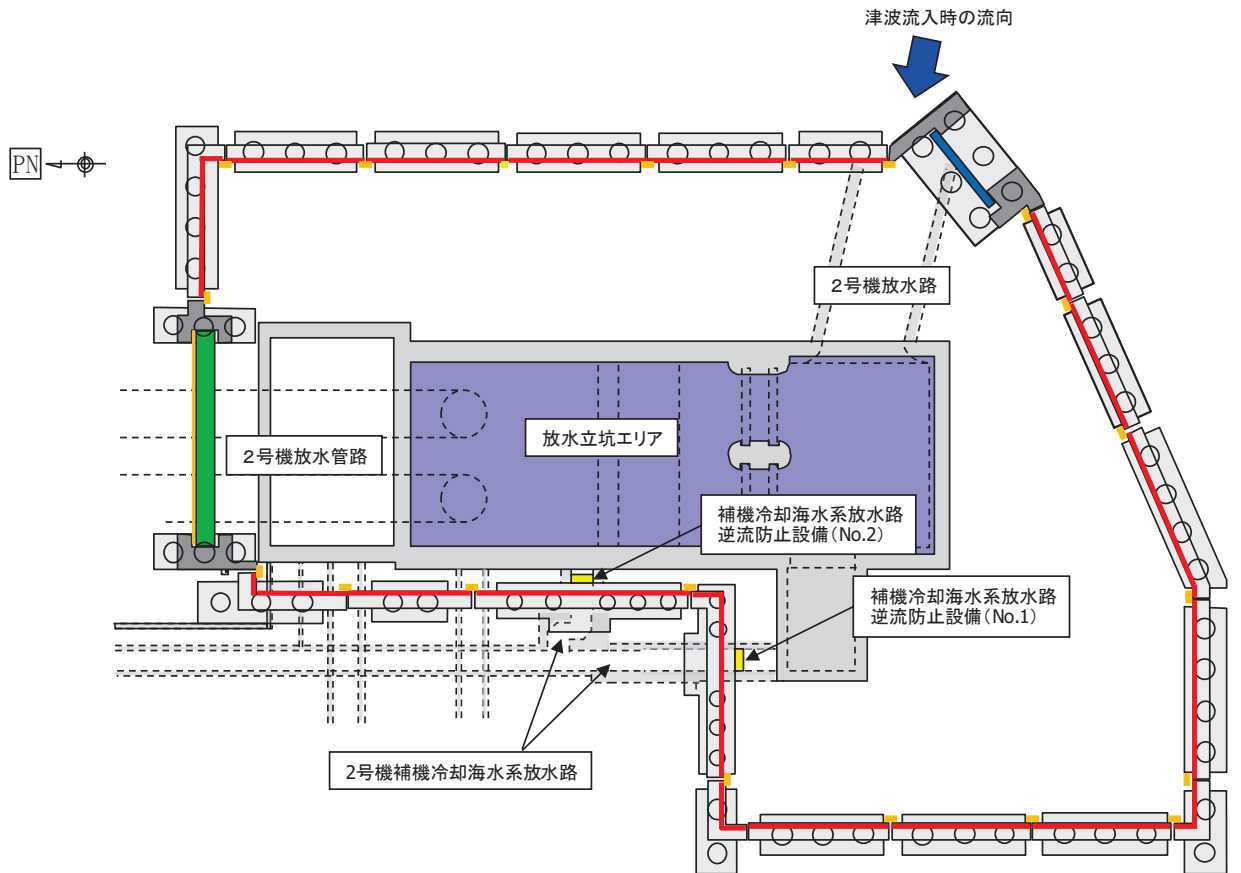 津波流入時の流向
PN
2号機放水路
放水立坑エリア
2号機放水管路
補機冷却海水系放水路
逆流防止設備(No.2)
補機冷却海水系放水路
逆流防止設備(No.1)
2号機補機冷却海水系放水路